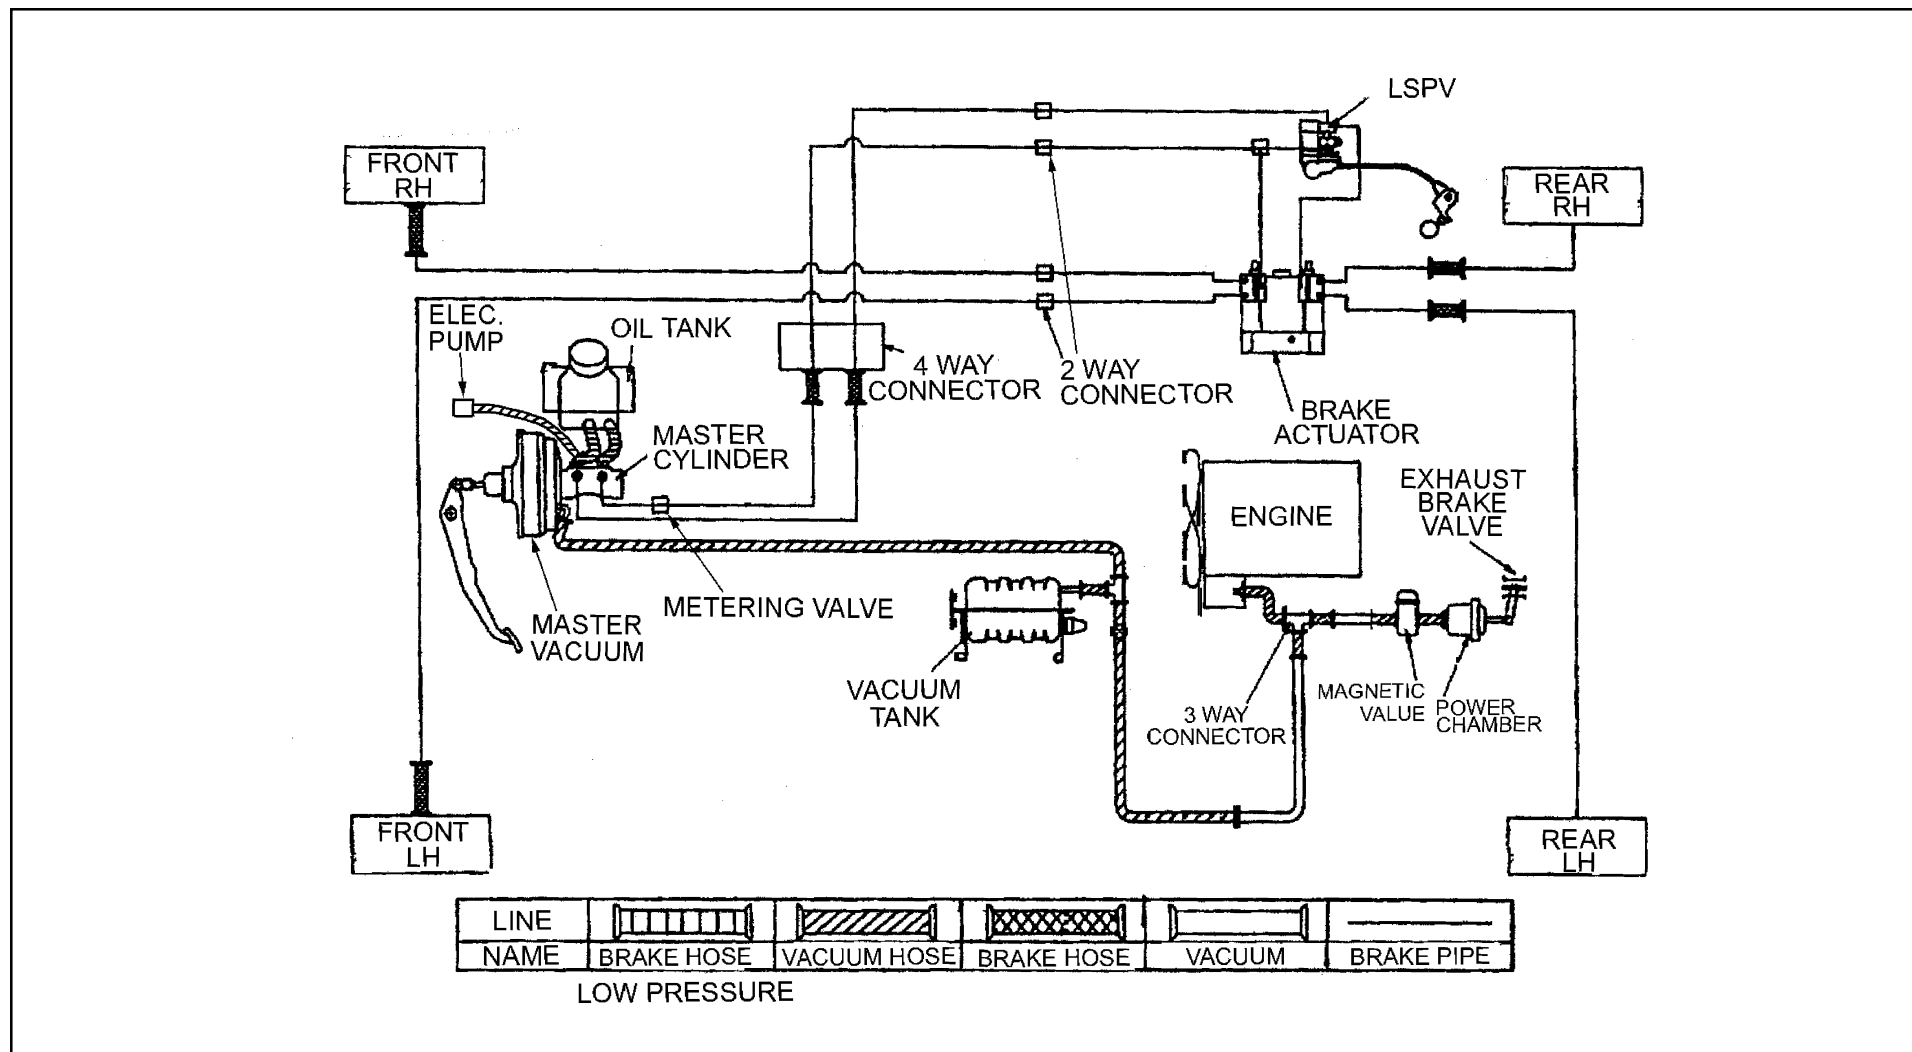 LSPV
FRONT
RH
REAR
RH
ELEC.
PUMP
OIL TANK
4 WAY
CONNECTOR
2 WAY
CONNECTOR
BRAKE
ACTUATOR
MASTER
CYLINDER
EXHAUST
BRAKE
VALVE
ENGINE
METERING VALVE
MASTER
VACUUM
VACUUM
TANK
3 WAY
CONNECTOR
MAGNETIC
VALUE
POWER
CHAMBER
FRONT
LH
REAR
LH
LINE
NAME BRAKE HOSE VACUUM HOSE BRAKE HOSE VACUUM BRAKE PIPE
LOW PRESSURE